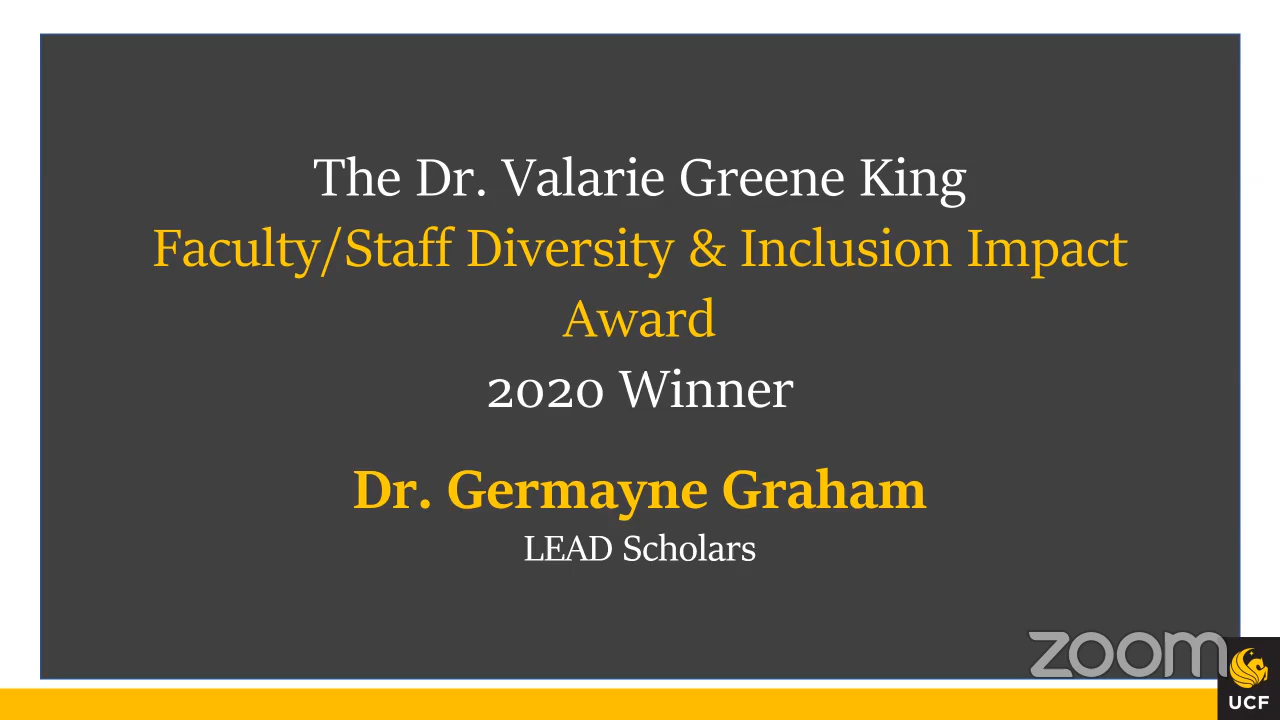 The Dr. Valarie Greene King
Faculty/Staff Diversity & Inclusion Impact
Award
2020 Winner
Dr. Germayne Graham
LEAD Scholars
zoom
UCF